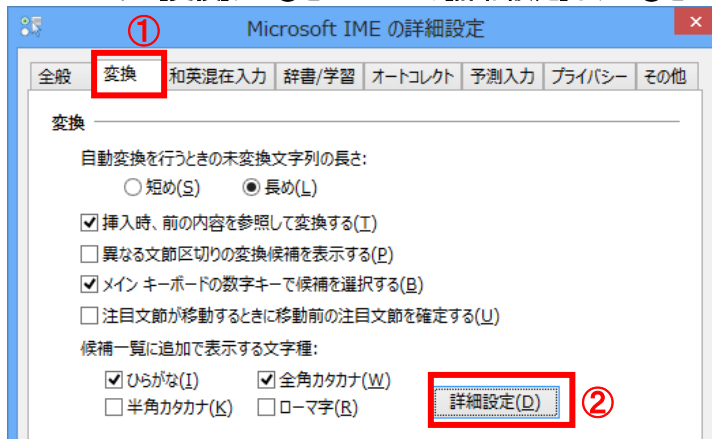 ①
Microsoft IME の詳細設定
全般 変換 和英混在入力 辞書/学習 オートコレクト 予測入力 プライバシー その他
変換
自動変換を行うときの未変換文字列の長さ:
短め(S) 長め(L)
挿入時、前の内容を参照して変換する(T)
異なる文節区切りの変換候補を表示する(P)
メイン キーボードの数字キーで候補を選択する(B)
注目文節が移動するときに移動前の注目文節を確定する(U)
候補一覧に追加で表示する文字種:
ひらがな(I) 全角カタカナ(W)
半角カタカナ(K) ローマ字(R)
詳細設定(D) ②